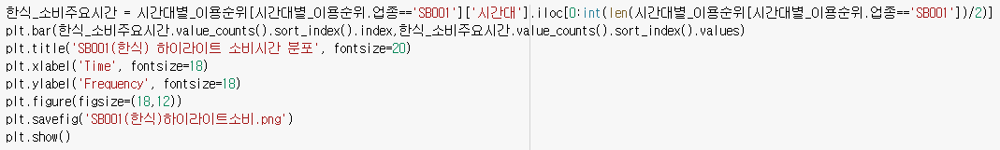 한식_소비주요시간 = 시간대별_이용순위[시간대별_이용순위.업종=='SB001']['시간대'].iloc[0:int(len(시간대별_이용순위[시간대별_이용순위.업종=='SB001'])/2)]
plt.bar(한식_소비주요시간.value_counts().sort_index().index,한식_소비주요시간.value_counts().sort_index().values)
plt.title('SB001(한식) 하이라이트 소비시간 분포', fontsize=20)
plt.xlabel('Time', fontsize=18)
plt.ylabel('Frequency', fontsize=18)
plt.figure(figsize=(18,12))
plt.savefig('SB001(한식)하이라이트소비.png')
plt.show()